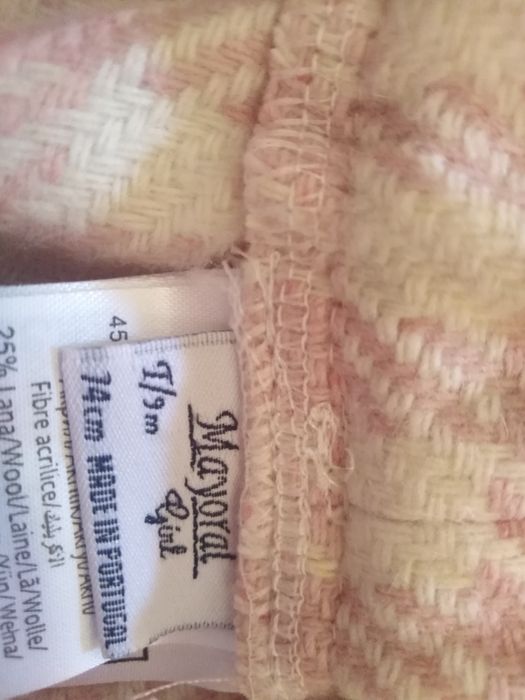 Mayoral
Girl
T/9m
74cm MADE IN PORTUGAL
45
Fibre acrilice/
25% Lana/Wool/Laine/Lã/Wolle/